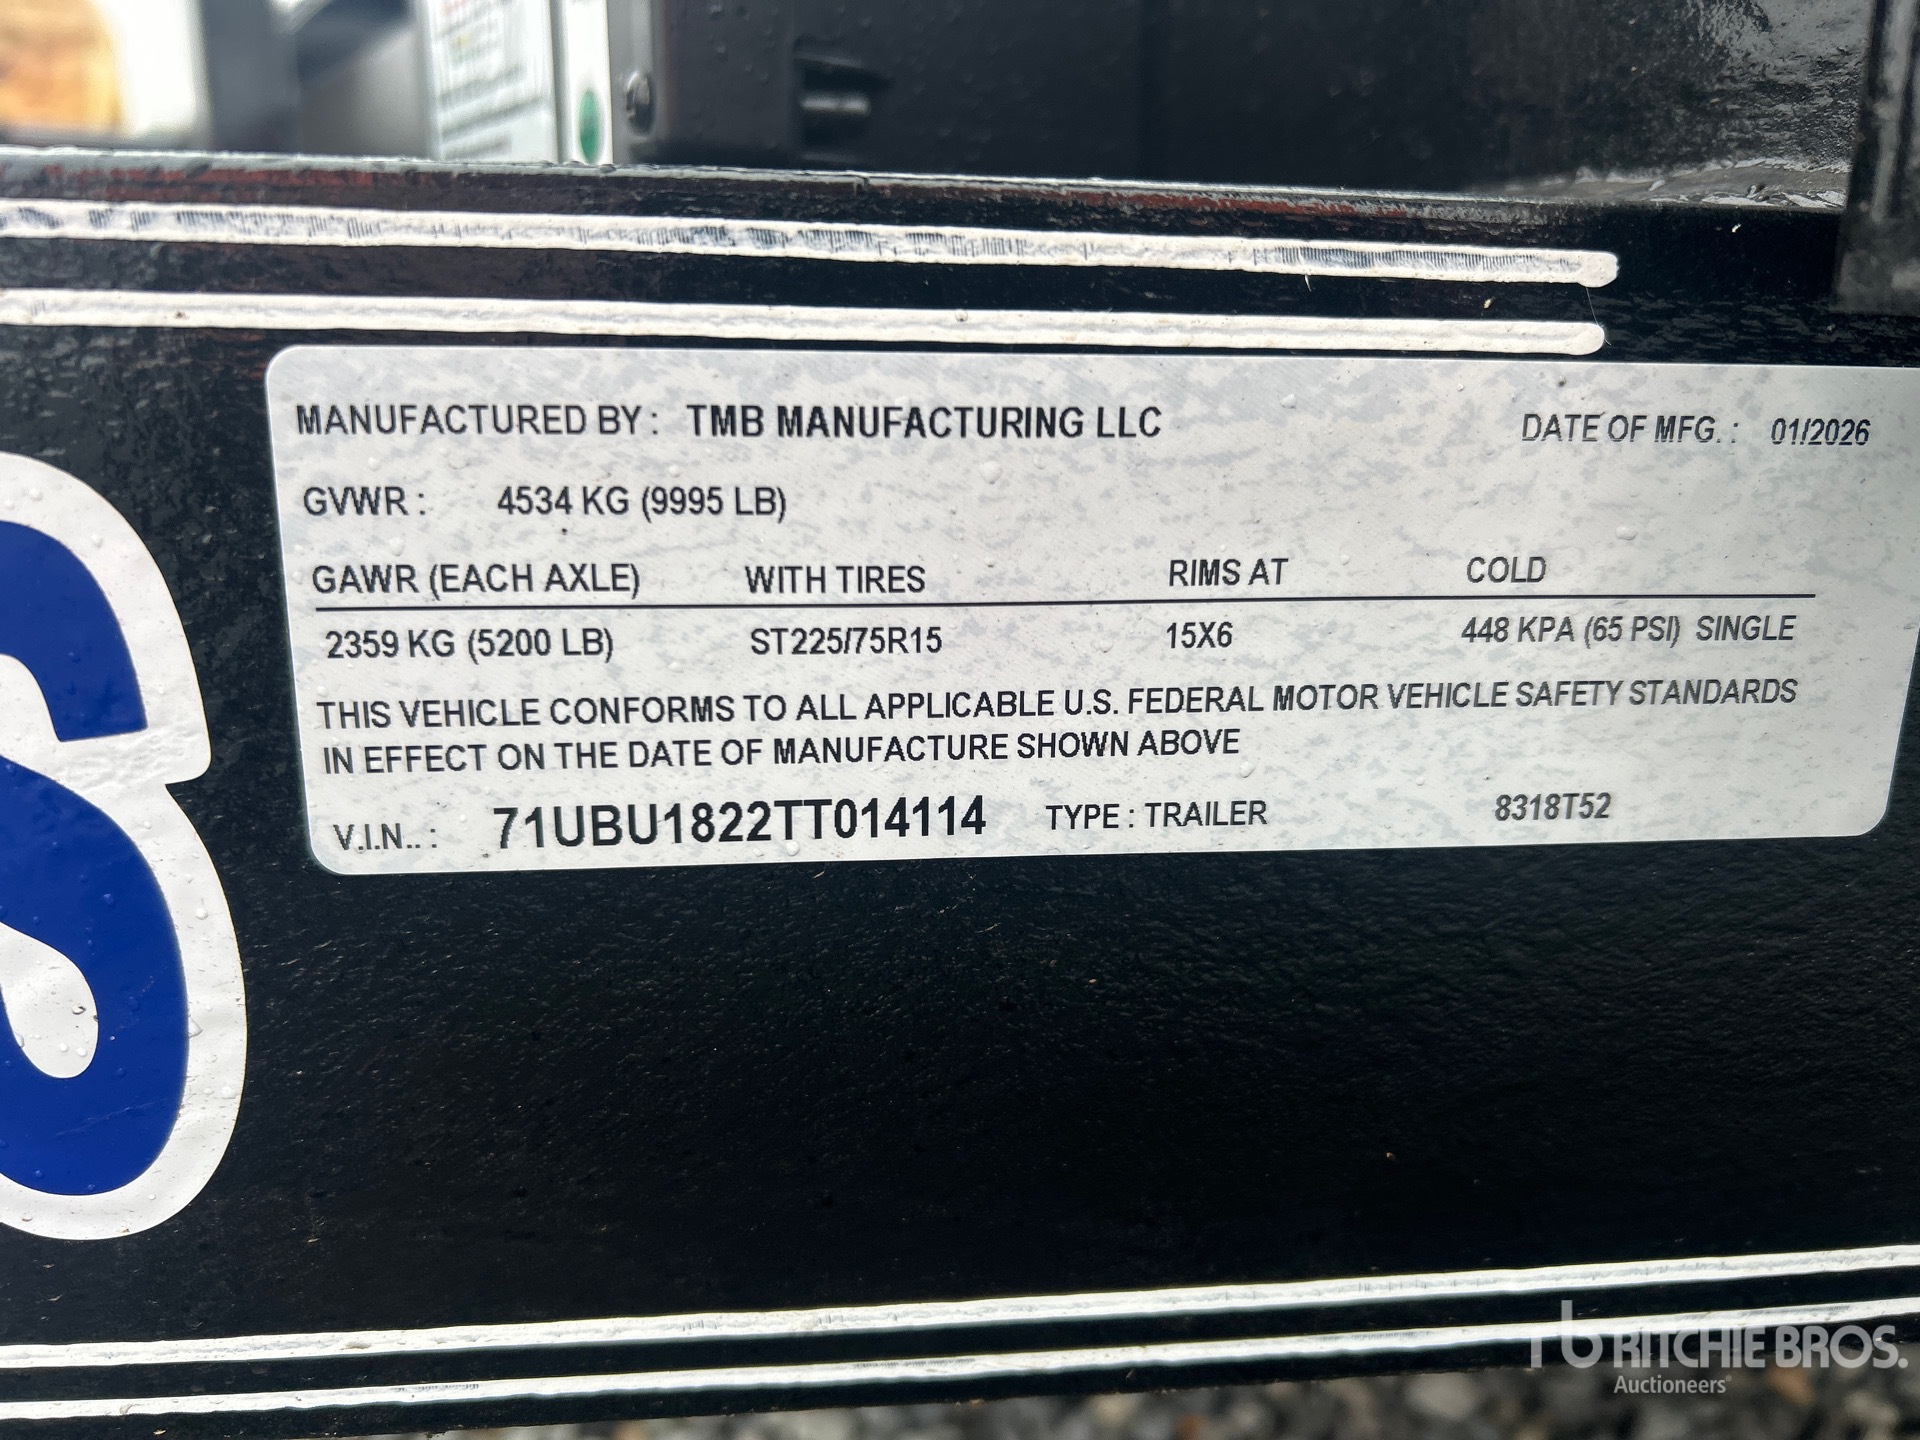 MANUFACTURED BY : TMB MANUFACTURING LLC DATE OF MFG. : 01/2026
GVWR : 4534 KG (9995 LB)
GAWR (EACH AXLE) WITH TIRES RIMS AT COLD
2359 KG (5200 LB) ST225/75R15 15X6 448 KPA (65 PSI) SINGLE
THIS VEHICLE CONFORMS TO ALL APPLICABLE U.S. FEDERAL MOTOR VEHICLE SAFETY STANDARDS
IN EFFECT ON THE DATE OF MANUFACTURE SHOWN ABOVE
V.I.N.. : 71UBU1822TT014114 TYPE : TRAILER 8318T52
S
rb RITCHIE BROS.
Auctioneers